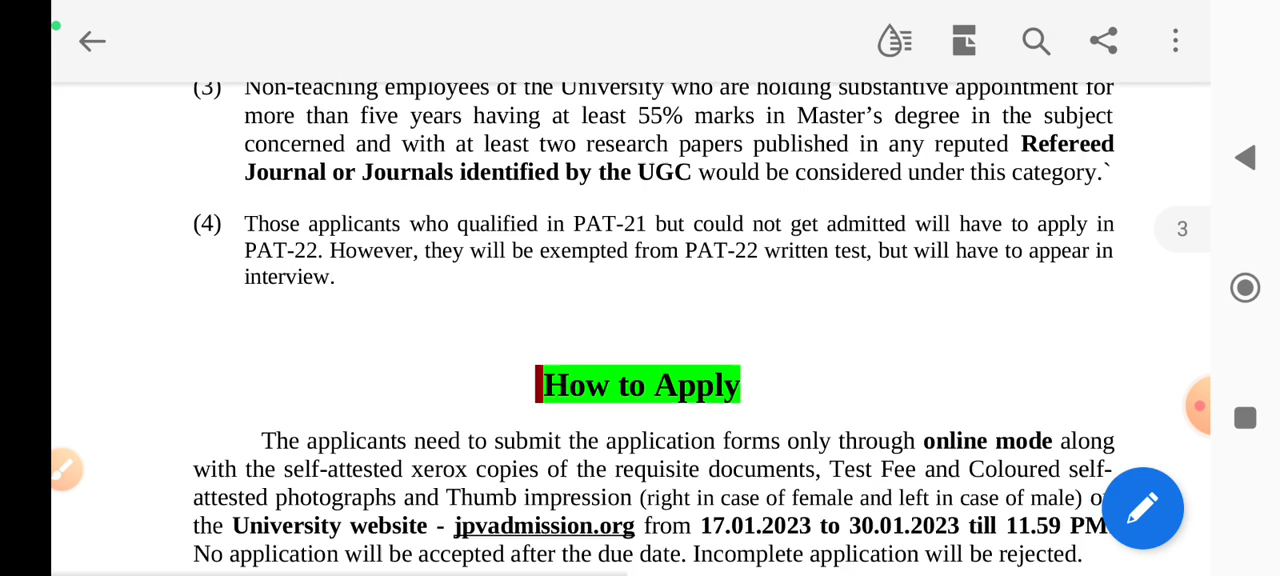 (3) Non-teaching employees of the University who are holding substantive appointment for
more than five years having at least 55% marks in Master's degree in the subject
concerned and with at least two research papers published in any reputed Refereed
Journal or Journals identified by the UGC would be considered under this category.`
(4) Those applicants who qualified in PAT-21 but could not get admitted will have to apply in
PAT-22. However, they will be exempted from PAT-22 written test, but will have to appear in
interview.
3
How to Apply
The applicants need to submit the application forms only through online mode along
with the self-attested xerox copies of the requisite documents, Test Fee and Coloured self-
attested photographs and Thumb impression (right in case of female and left in case of male)
the University website - jpvadmission.org from 17.01.2023 to 30.01.2023 till 11.59 PM
No application will be accepted after the due date. Incomplete application will be rejected.